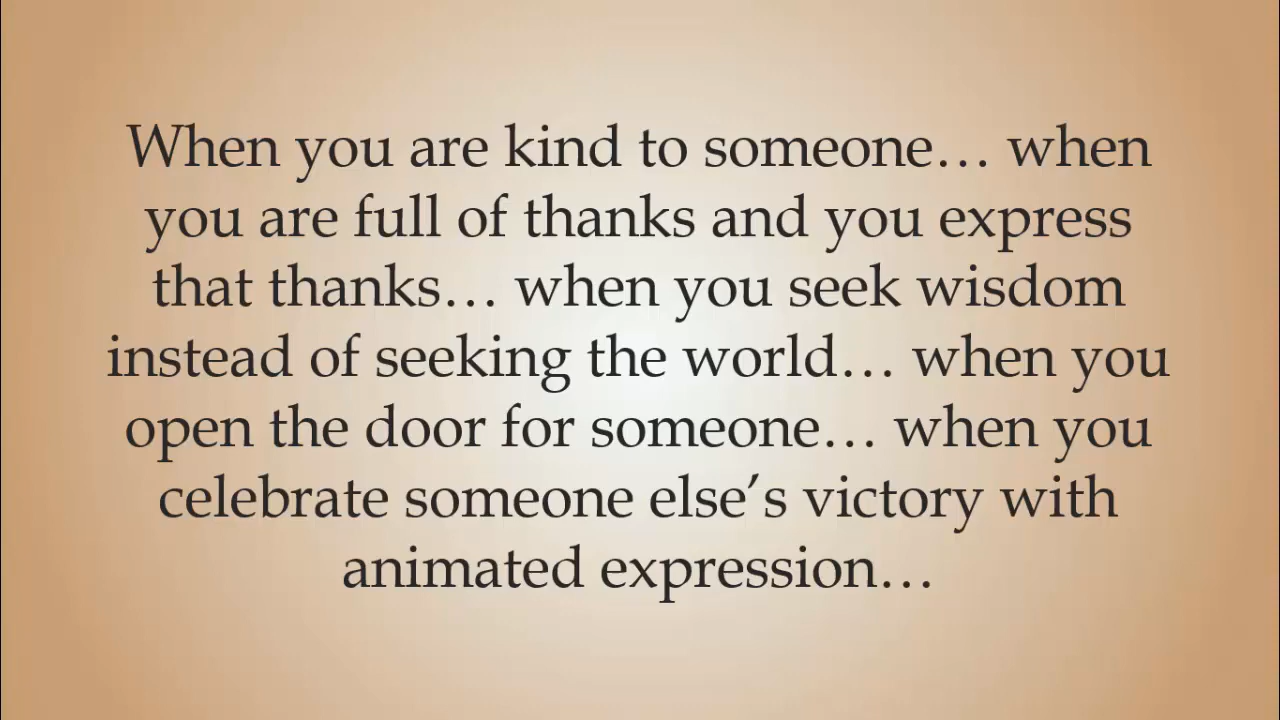 When you are kind to someone… when
you are full of thanks and you express
that thanks… when you seek wisdom
instead of seeking the world… when you
open the door for someone… when you
celebrate someone else’s victory with
animated expression…